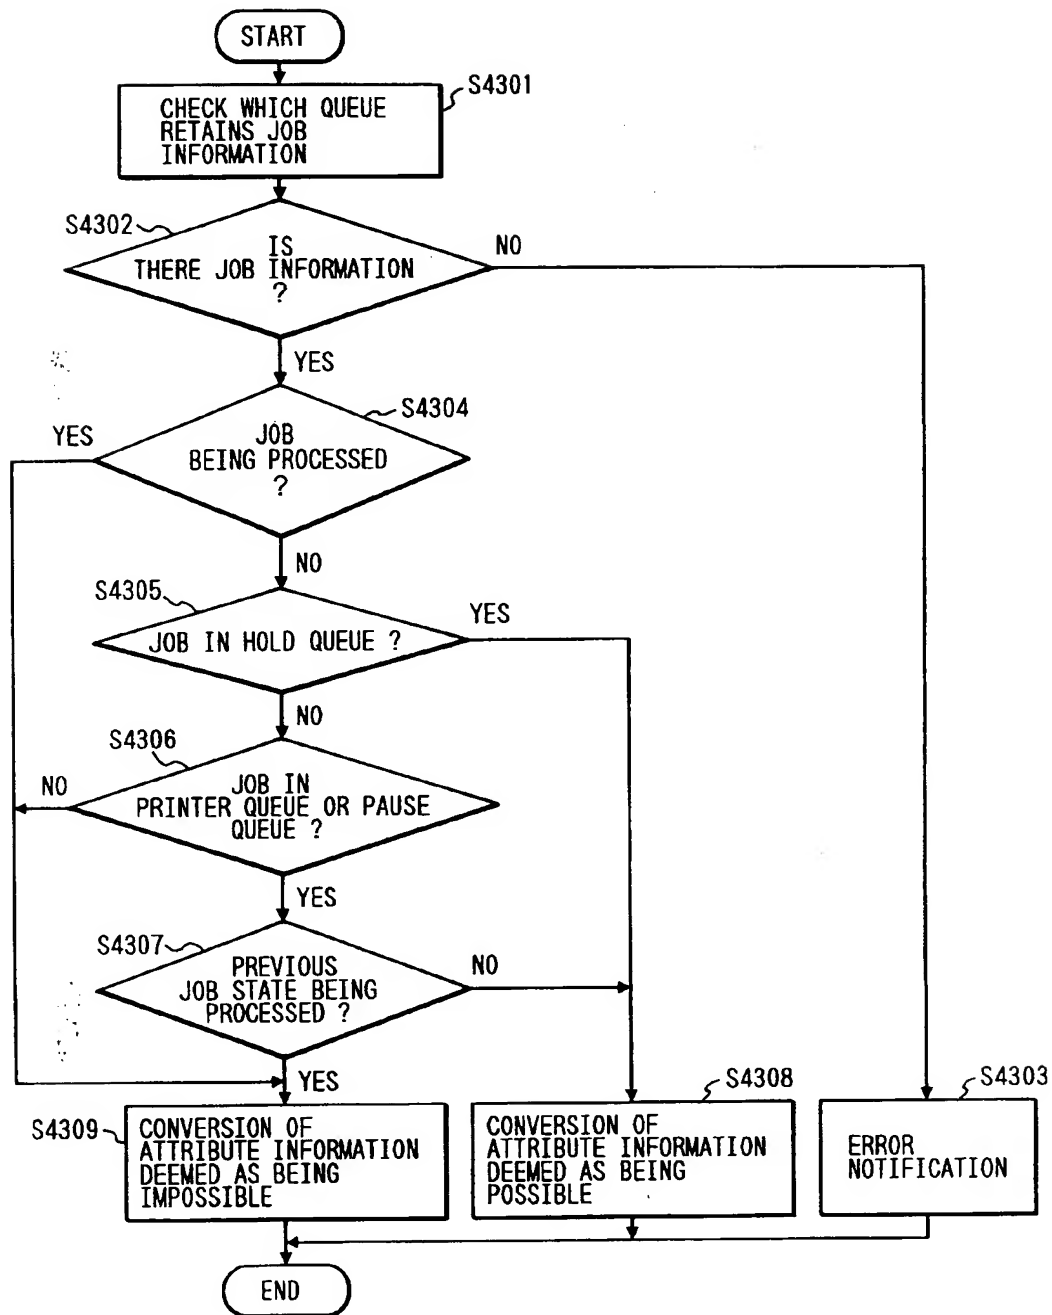 START
S4301
CHECK WHICH QUEUE
RETAINS JOB
INFORMATION
S4302
IS
THERE JOB INFORMATION
?
NO
YES
S4304
YES
JOB
BEING PROCESSED
?
NO
S4305
YES
JOB IN HOLD QUEUE ?
NO
S4306
NO
JOB IN
PRINTER QUEUE OR PAUSE
QUEUE ?
YES
S4307
NO
PREVIOUS
JOB STATE BEING
PROCESSED ?
YES
S4309
CONVERSION OF
ATTRIBUTE INFORMATION
DEEMED AS BEING
IMPOSSIBLE
S4308
CONVERSION OF
ATTRIBUTE INFORMATION
DEEMED AS BEING
POSSIBLE
S4303
ERROR
NOTIFICATION
END